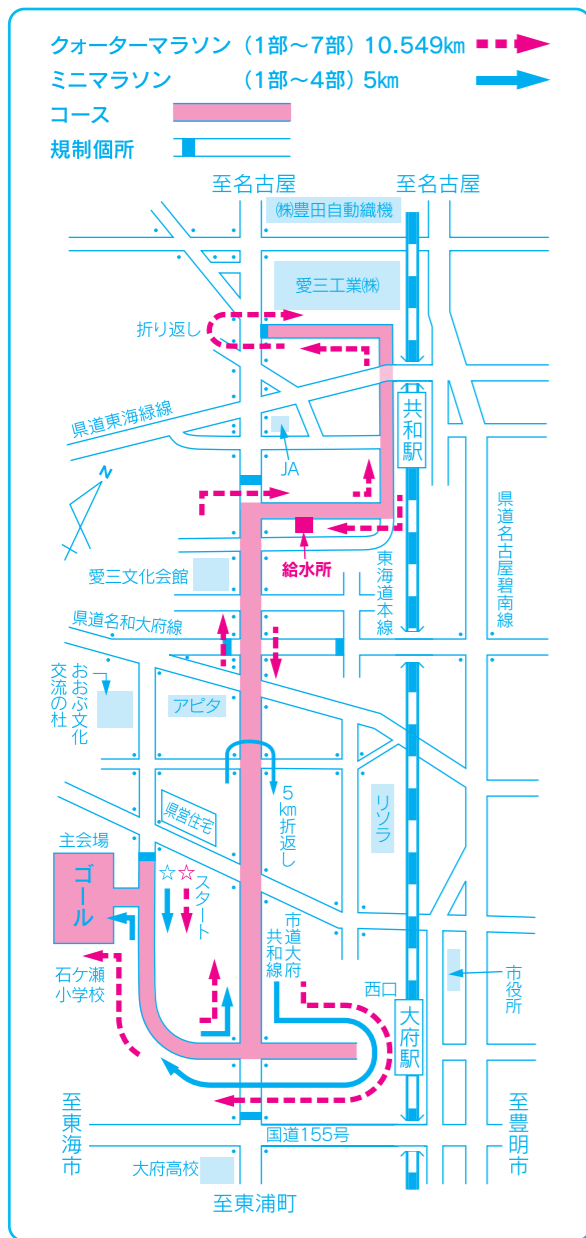 クォーターマラソン（1部～7部）10.549km
ミニマラソン（1部～4部）5km
コース
規制個所
至名古屋
至名古屋
㈱豊田自動織機
愛三工業㈱
折り返し
県道東海緑線
共和駅
JA
N
県道名古屋碧南線
給水所
東海道本線
愛三文化会館
県道名和大府線
おおぶ文化
交流の杜
アピタ
5km折返し
リソラ
県営住宅
主会場
ゴール
☆☆スタート
市道大府
共和線
石ケ瀬
小学校
西口
大府駅
市役所
至東海市
国道155号
至豊明市
大府高校
至東浦町